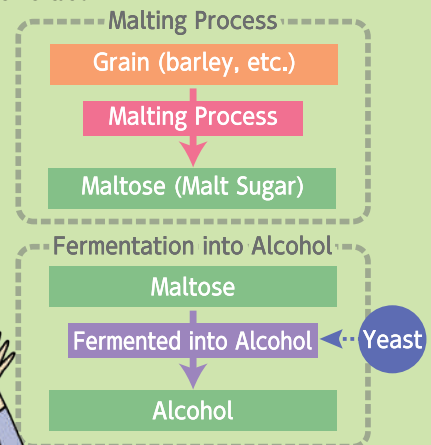 Malting Process
Grain (barley, etc.)
Malting Process
Maltose (Malt Sugar)
Fermentation into Alcohol
Maltose
Fermented into Alcohol
Yeast
Alcohol